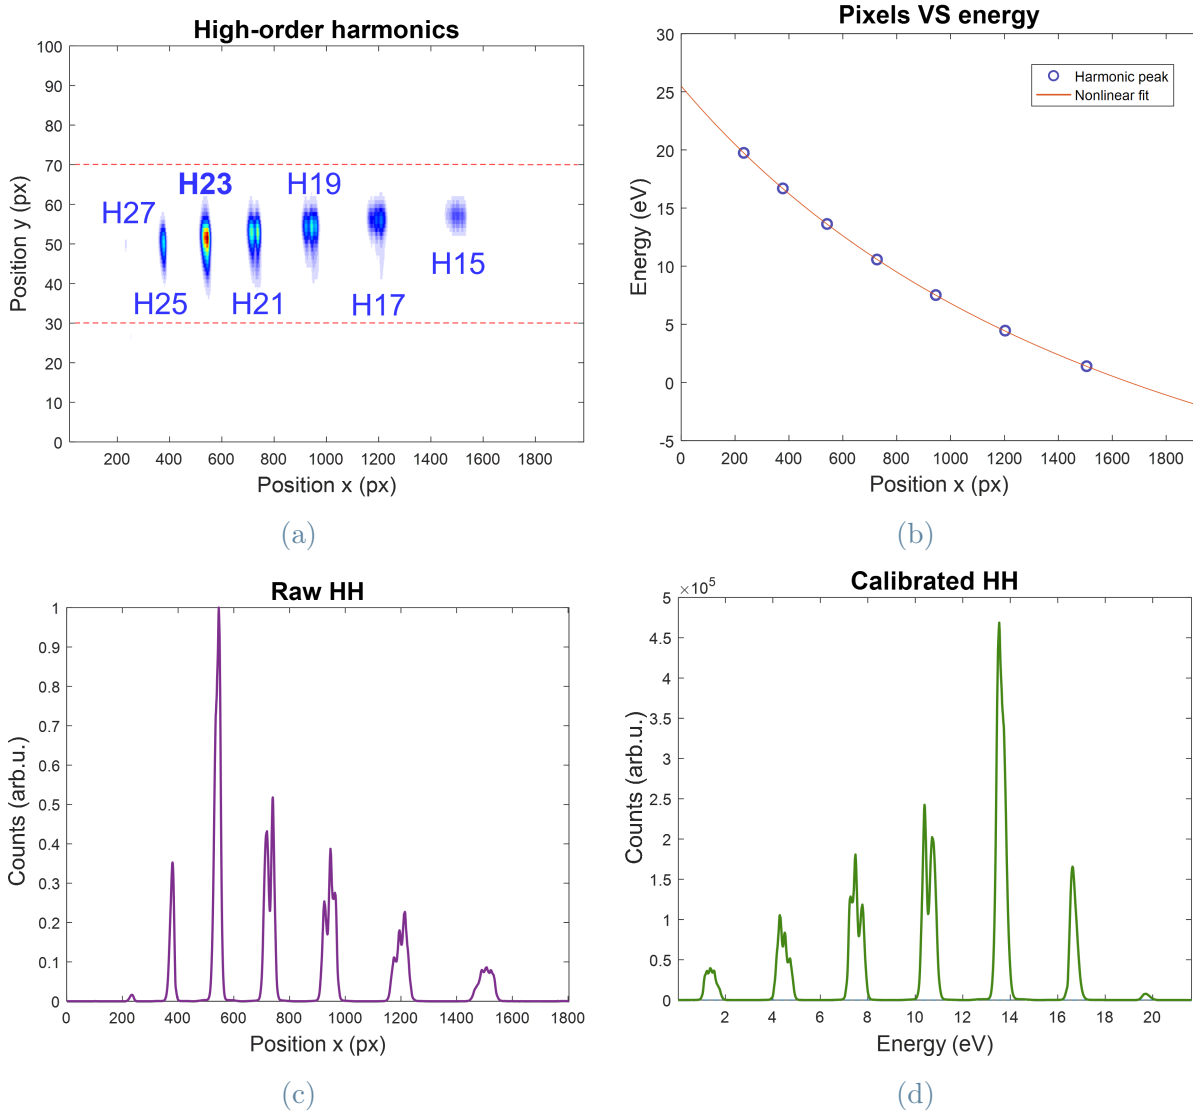 High-order harmonics
100
90
80
70
60
50
40
30
20
10
0
Position y (px)
H27
H23
H19
H15
H25
H21
H17
200 400 600 800 1000 1200 1400 1600 1800
Position x (px)
(a)
Pixels VS energy
30
25
20
15
10
5
0
-5
Energy (eV)
Harmonic peak
Nonlinear fit
0 200 400 600 800 1000 1200 1400 1600 1800
Position x (px)
(b)
Raw HH
1
0.9
0.8
0.7
0.6
0.5
0.4
0.3
0.2
0.1
0
Counts (arb.u.)
0 200 400 600 800 1000 1200 1400 1600 1800
Position x (px)
(c)
Calibrated HH
×10⁵
5
4.5
4
3.5
3
2.5
2
1.5
1
0.5
0
Counts (arb.u.)
2 4 6 8 10 12 14 16 18 20
Energy (eV)
(d)